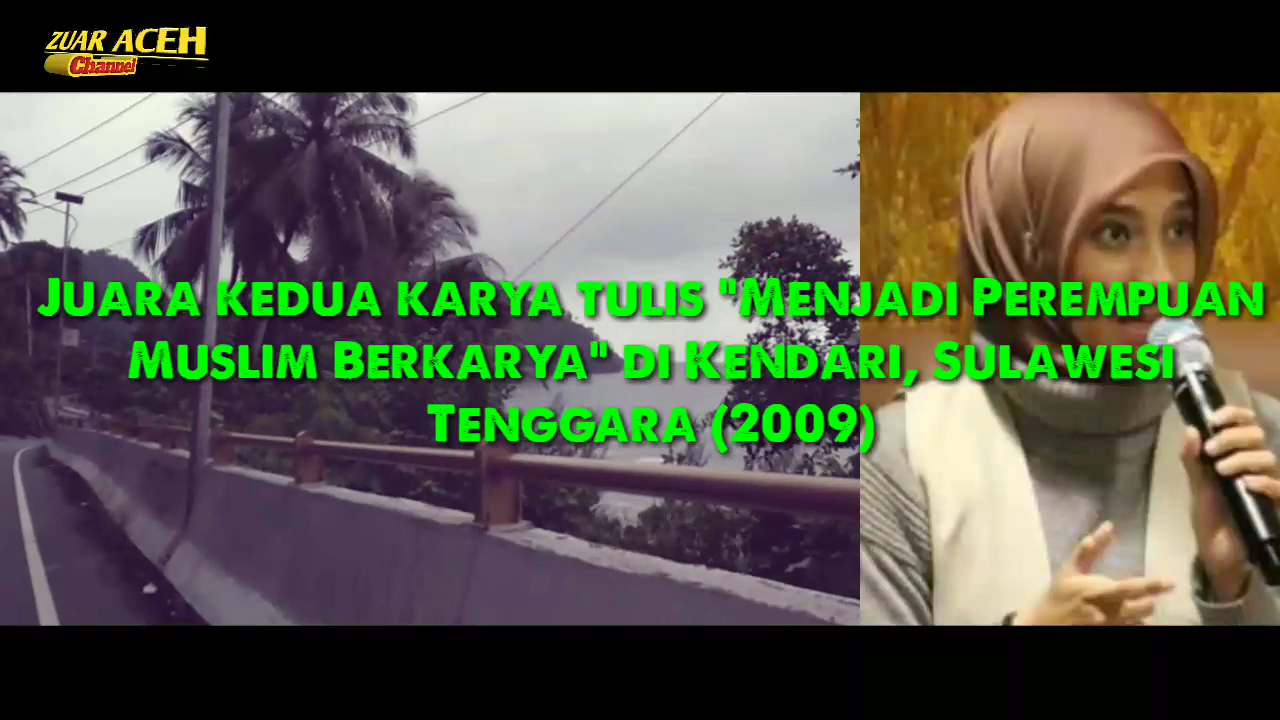 ZUAR ACEH
Channel
Juara kedua karya tulis "Menjadi Perempuan
Muslim Berkarya" di Kendari, Sulawesi
Tenggara (2009)